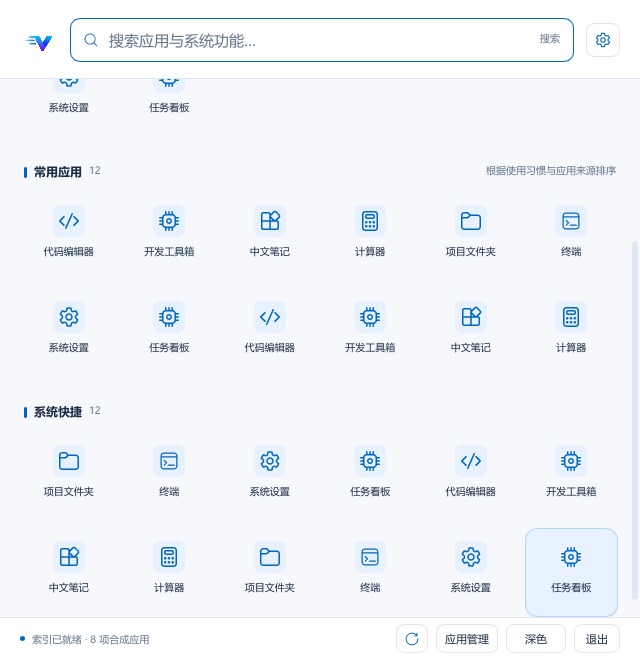 搜索应用与系统功能... 搜索
系统设置 任务看板
常用应用 12 根据使用习惯与应用来源排序
代码编辑器 开发工具箱 中文笔记 计算器 项目文件夹 终端
系统设置 任务看板 代码编辑器 开发工具箱 中文笔记 计算器
系统快捷 12
项目文件夹 终端 系统设置 任务看板 代码编辑器 开发工具箱
中文笔记 计算器 项目文件夹 终端 系统设置 任务看板
索引已就绪 · 8 项合成应用 应用管理 深色 退出